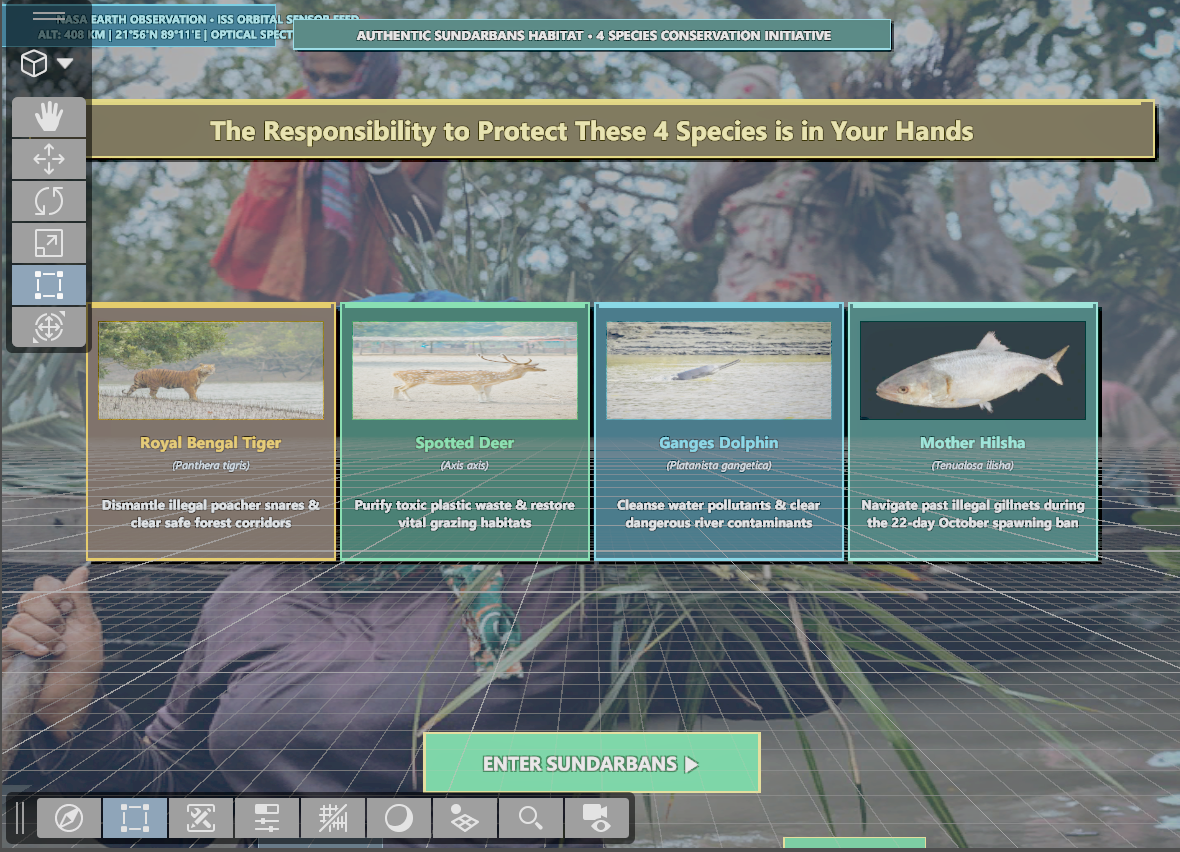 NASA EARTH OBSERVATION • ISS ORBITAL SENSOR FEED
ALT: 408 KM | 21°56'N 89°11'E | OPTICAL SPECT
AUTHENTIC SUNDARBANS HABITAT • 4 SPECIES CONSERVATION INITIATIVE
The Responsibility to Protect These 4 Species is in Your Hands
Royal Bengal Tiger
(Panthera tigris)
Dismantle illegal poacher snares &
clear safe forest corridors
Spotted Deer
(Axis axis)
Purify toxic plastic waste & restore
vital grazing habitats
Ganges Dolphin
(Platanista gangetica)
Cleanse water pollutants & clear
dangerous river contaminants
Mother Hilsha
(Tenualosa ilisha)
Navigate past illegal gillnets during
the 22-day October spawning ban
ENTER SUNDARBANS ▶